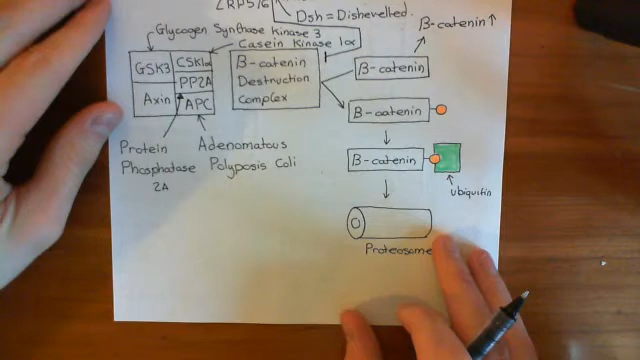 LRP5/6
Dsh = Dishevelled
β-catenin ↑
Glycogen Synthase Kinase 3
Casein Kinase 1α
GSK3
CSK1α
PP2A
Axin
APC
β-catenin
Destruction
Complex
β-catenin
β-catenin
β-catenin
ubiquitin
Protein
Phosphatase
2A
Adenomatous
Polyposis Coli
Proteosome